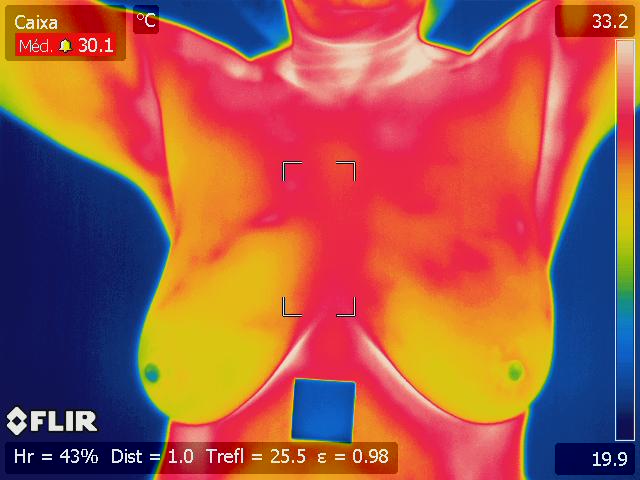 Caixa °C 33.2
Méd. 30.1
FLIR
Hr = 43% Dist = 1.0 Trefl = 25.5 ε = 0.98 19.9